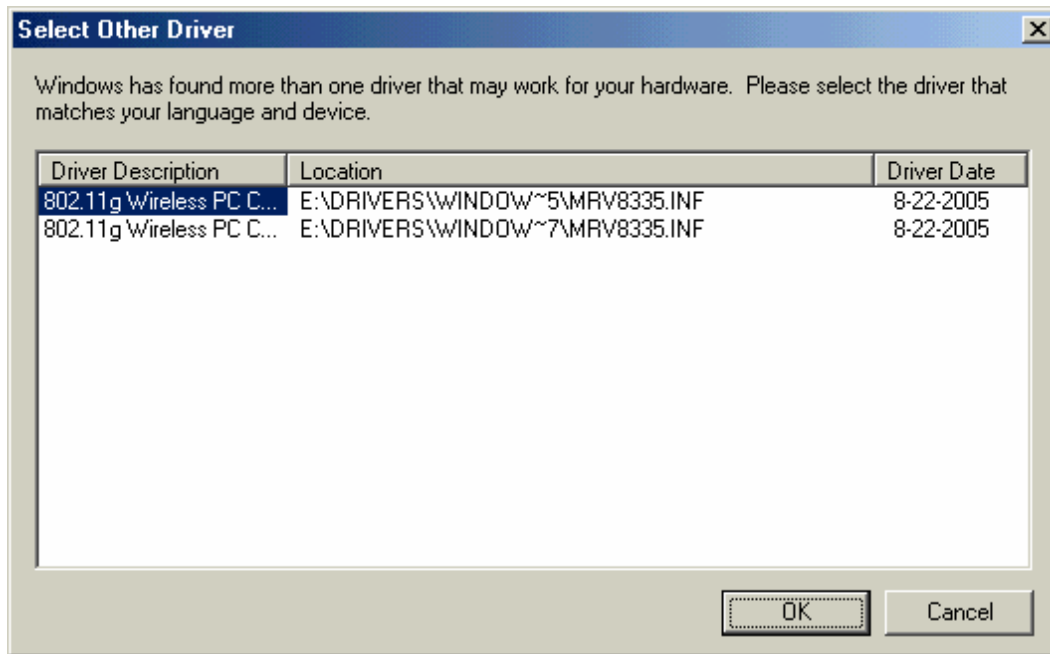 Select Other Driver
Windows has found more than one driver that may work for your hardware.  Please select the driver that
matches your language and device.
Driver Description Location Driver Date
802.11g Wireless PC C... E:\DRIVERS\WINDOW~5\MRV8335.INF 8-22-2005
802.11g Wireless PC C... E:\DRIVERS\WINDOW~7\MRV8335.INF 8-22-2005
OK Cancel